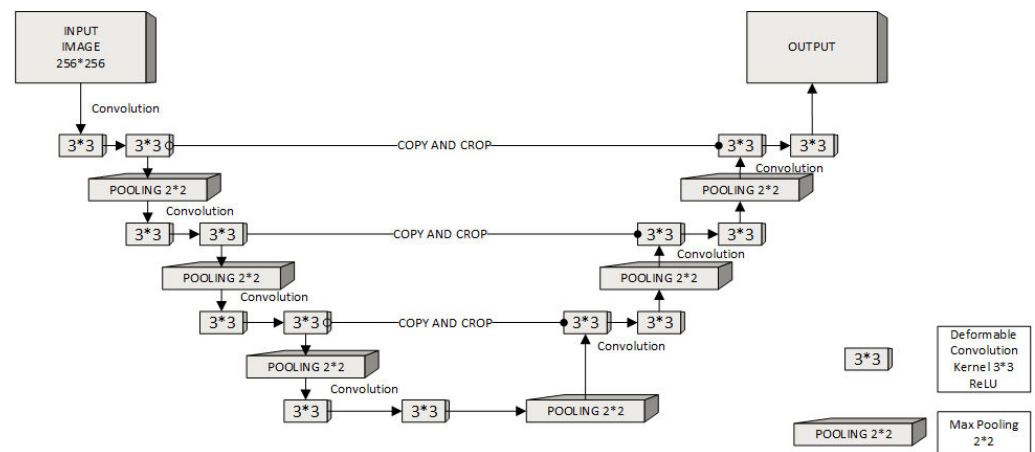 INPUT
IMAGE
256*256
OUTPUT
Convolution
3*3
3*3
COPY AND CROP
3*3
3*3
Convolution
POOLING 2*2
POOLING 2*2
Convolution
3*3
3*3
COPY AND CROP
3*3
3*3
Convolution
POOLING 2*2
POOLING 2*2
Convolution
3*3
3*3
COPY AND CROP
3*3
3*3
Convolution
POOLING 2*2
Convolution
3*3
3*3
POOLING 2*2
3*3
Deformable
Convolution
Kernel 3*3
ReLU
POOLING 2*2
Max Pooling
2*2